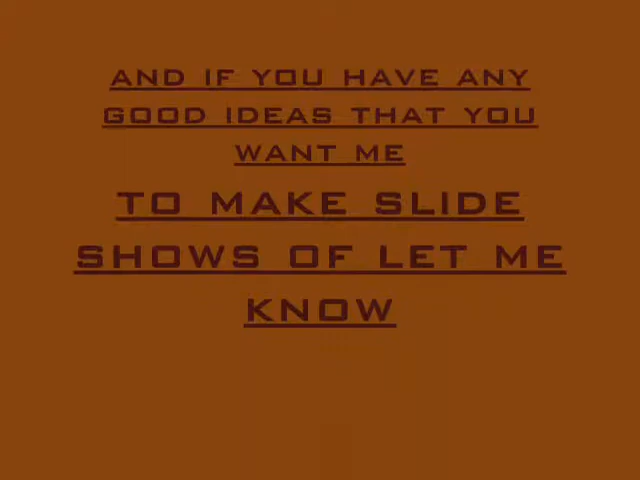 AND IF YOU HAVE ANY
GOOD IDEAS THAT YOU
WANT ME
TO MAKE SLIDE
SHOWS OF LET ME
KNOW